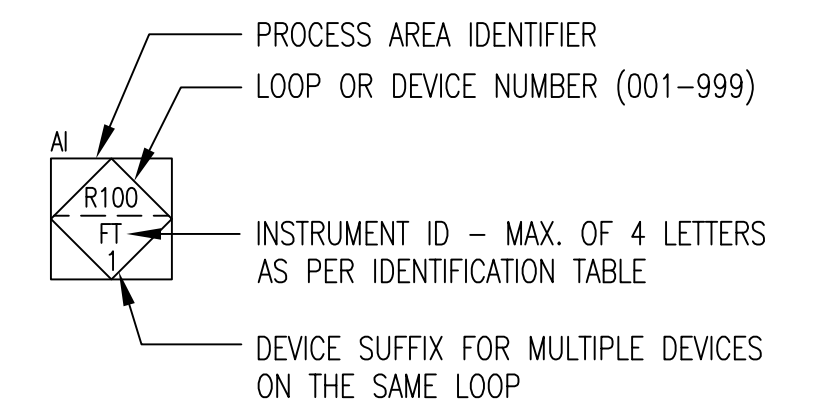 PROCESS AREA IDENTIFIER
LOOP OR DEVICE NUMBER (001-999)
AI
R100
FT
1
INSTRUMENT ID - MAX. OF 4 LETTERS
AS PER IDENTIFICATION TABLE
DEVICE SUFFIX FOR MULTIPLE DEVICES
ON THE SAME LOOP